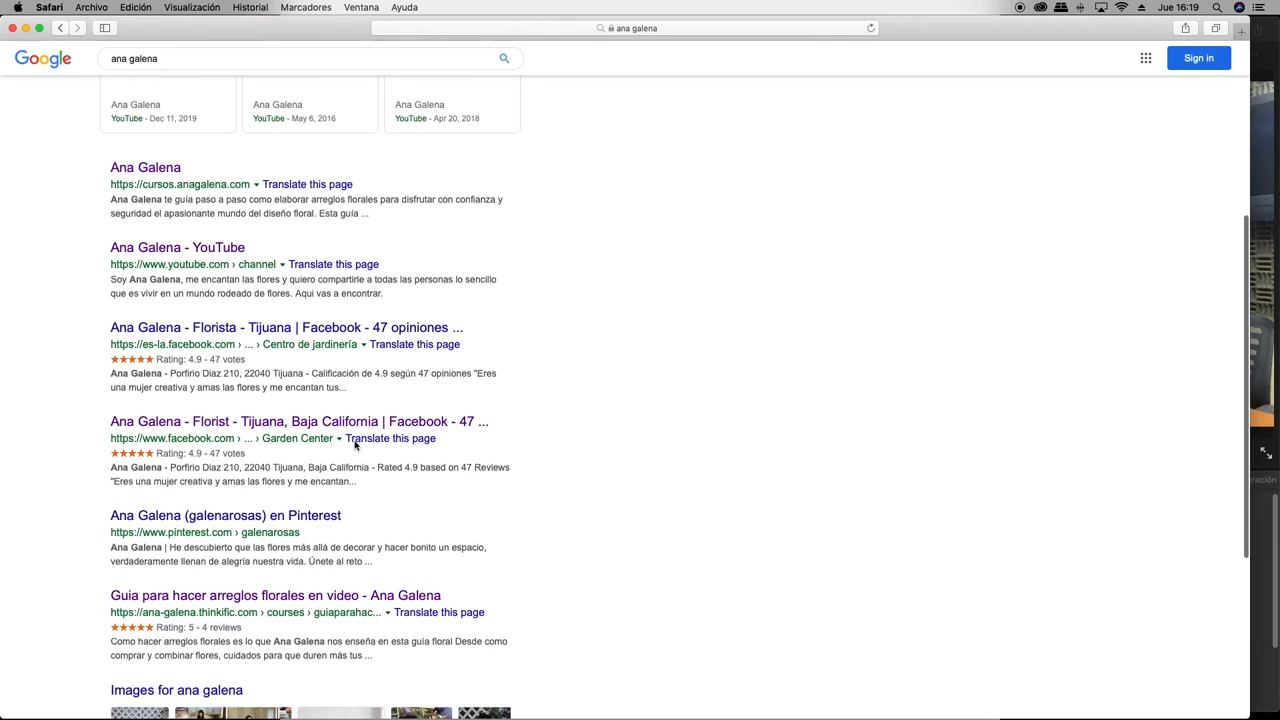 Safari Archivo Edición Visualización Historial Marcadores Ventana Ayuda Jue 16:19
ana galena
Google ana galena Sign in
Ana Galena Ana Galena Ana Galena
YouTube - Dec 11, 2019 YouTube - May 6, 2016 YouTube - Apr 20, 2018
Ana Galena
https://cursos.anagalena.com Translate this page
Ana Galena te guía paso a paso como elaborar arreglos florales para disfrutar con confianza y
seguridad el apasionante mundo del diseño floral. Esta guía ...
Ana Galena - YouTube
https://www.youtube.com › channel Translate this page
Soy Ana Galena, me encantan las flores y quiero compartirle a todas las personas lo sencillo
que es vivir en un mundo rodeado de flores. Aqui vas a encontrar.
Ana Galena - Florista - Tijuana | Facebook - 47 opiniones ...
https://es-la.facebook.com › ... › Centro de jardinería Translate this page
★★★★★ Rating: 4.9 - 47 votes
Ana Galena - Porfirio Diaz 210, 22040 Tijuana - Calificación de 4.9 según 47 opiniones "Eres
una mujer creativa y amas las flores y me encantan tus...
Ana Galena - Florist - Tijuana, Baja California | Facebook - 47 ...
https://www.facebook.com › ... › Garden Center Translate this page
★★★★★ Rating: 4.9 - 47 votes
Ana Galena - Porfirio Diaz 210, 22040 Tijuana, Baja California - Rated 4.9 based on 47 Reviews
"Eres una mujer creativa y amas las flores y me encantan...
Ana Galena (galenarosas) en Pinterest
https://www.pinterest.com › galenarosas
Ana Galena | He descubierto que las flores más allá de decorar y hacer bonito un espacio,
verdaderamente llenan de alegría nuestra vida. Únete al reto ...
Guia para hacer arreglos florales en video - Ana Galena
https://ana-galena.thinkific.com › courses › guiaparahac... Translate this page
★★★★★ Rating: 5 - 4 reviews
Como hacer arreglos florales es lo que Ana Galena nos enseña en esta guía floral Desde como
comprar y combinar flores, cuidados para que duren más tus ...
Images for ana galena